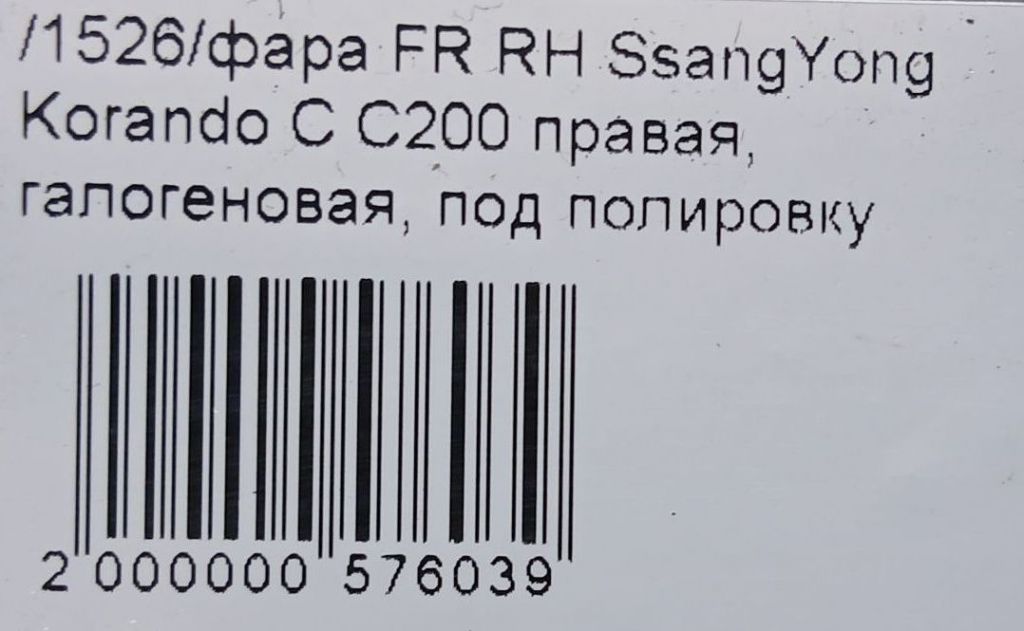 /1526/фара FR RH SsangYong
Korando C C200 правая,
галогеновая, под полировку
2 000000 576039